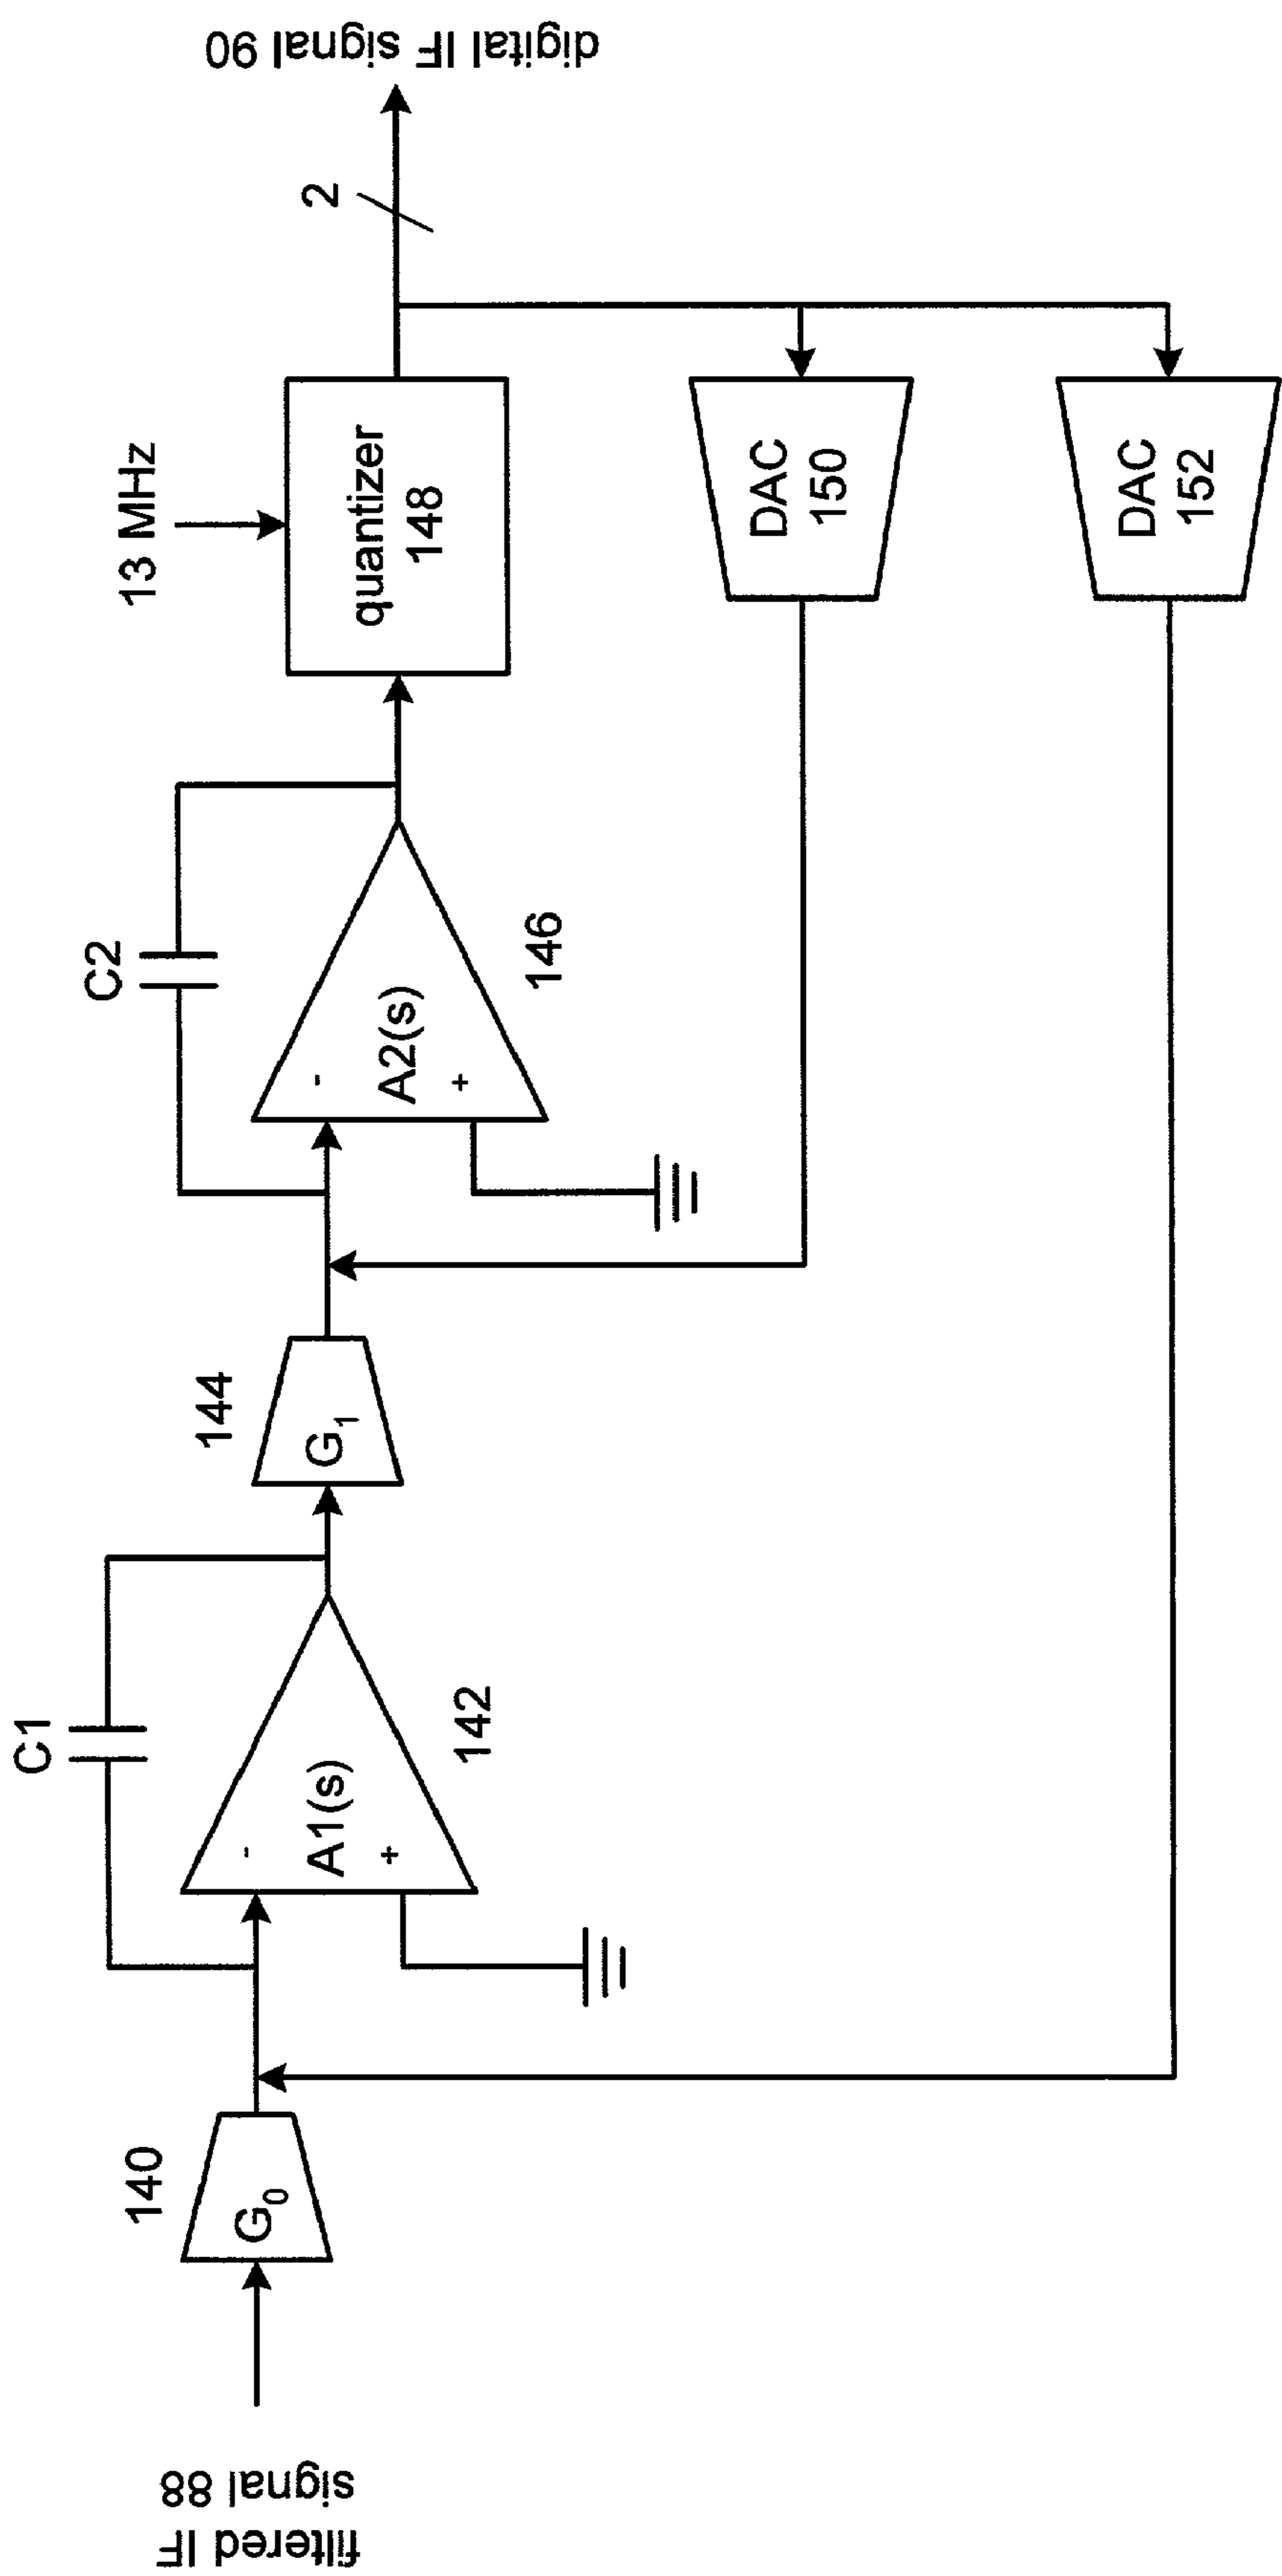 filtered IF
signal 88
140
G0
C1
A1(s)
-
+
142
144
G1
C2
A2(s)
-
+
146
13 MHz
quantizer
148
2
digital IF signal 90
DAC
150
DAC
152